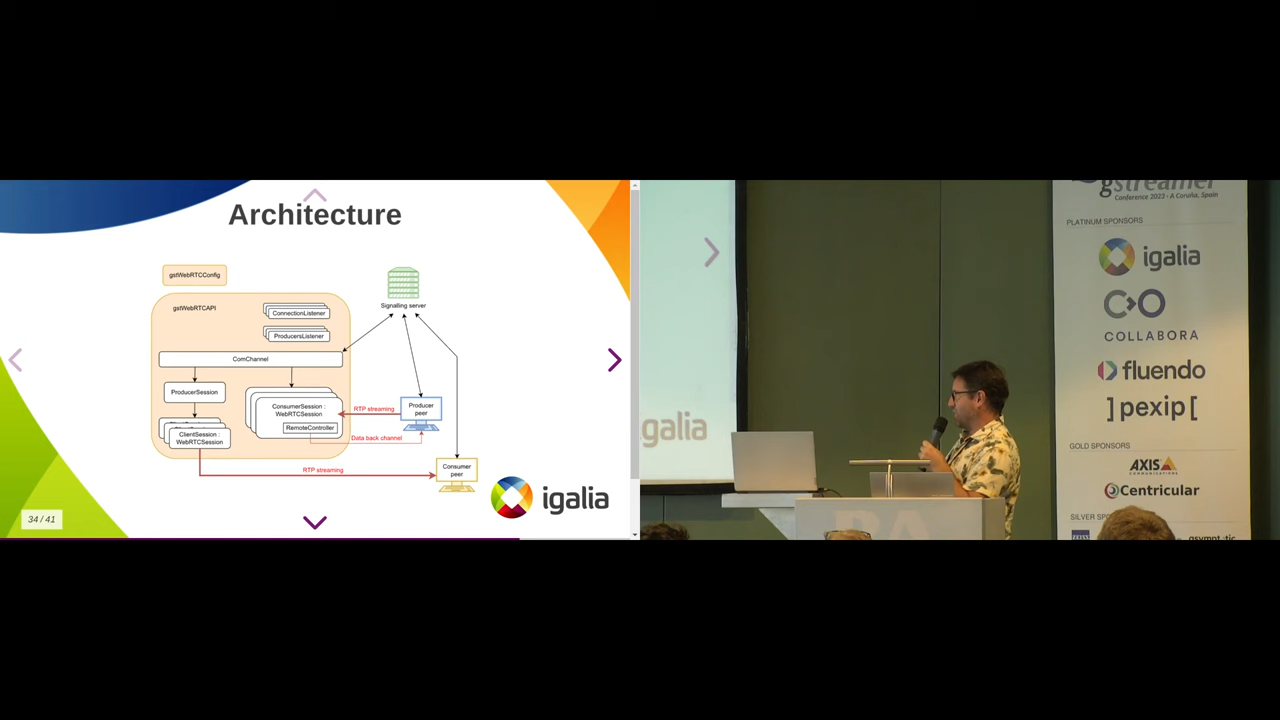 Architecture
gstWebRTCConfig
gstWebRTCAPI
ConnectionListener
ProducersListener
Signalling server
ComChannel
ProducerSession
ConsumerSession :
WebRTCSession
RemoteController
ClientSession :
WebRTCSession
RTP streaming
Producer
peer
Data back channel
RTP streaming
Consumer
peer
igalia
34 / 41
igalia
gstreamer
Conference 2023 - A Coruña, Spain
PLATINUM SPONSORS
igalia
COLLABORA
fluendo
]pexip[
GOLD SPONSORS
AXIS
COMMUNICATIONS
Centricular